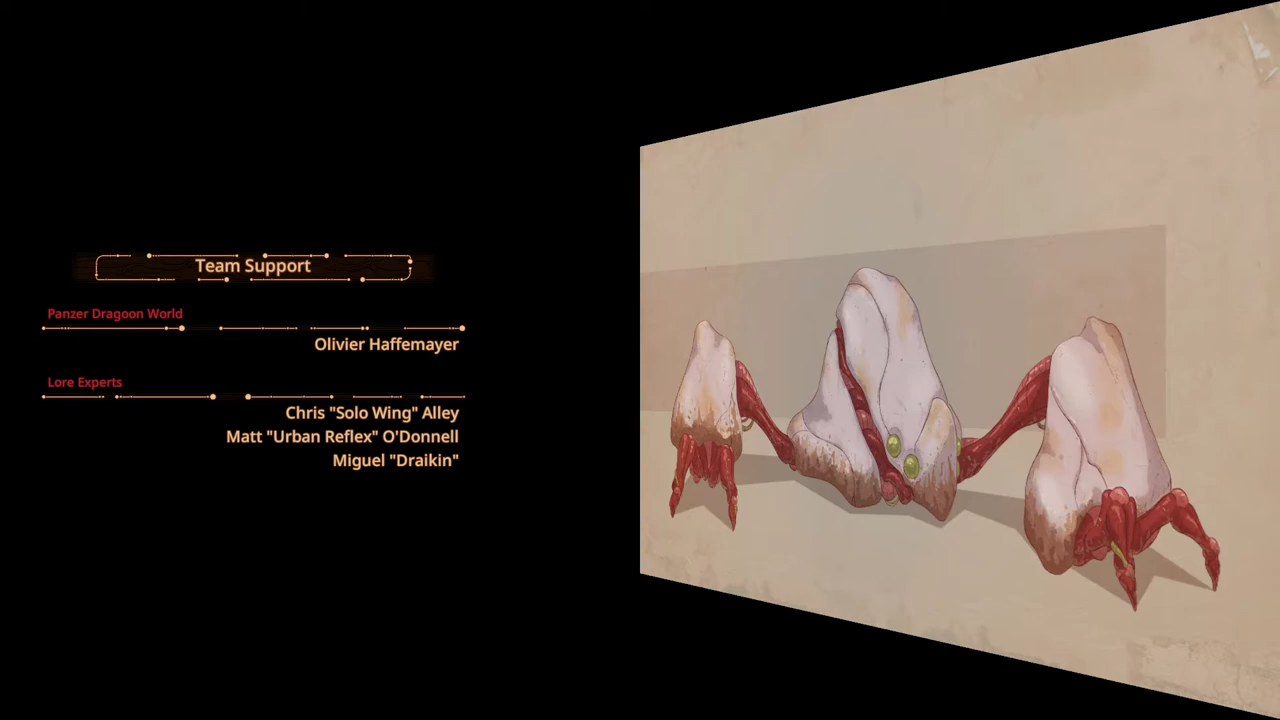 Team Support
Panzer Dragoon World
Olivier Haffemayer
Lore Experts
Chris "Solo Wing" Alley
Matt "Urban Reflex" O'Donnell
Miguel "Draikin"